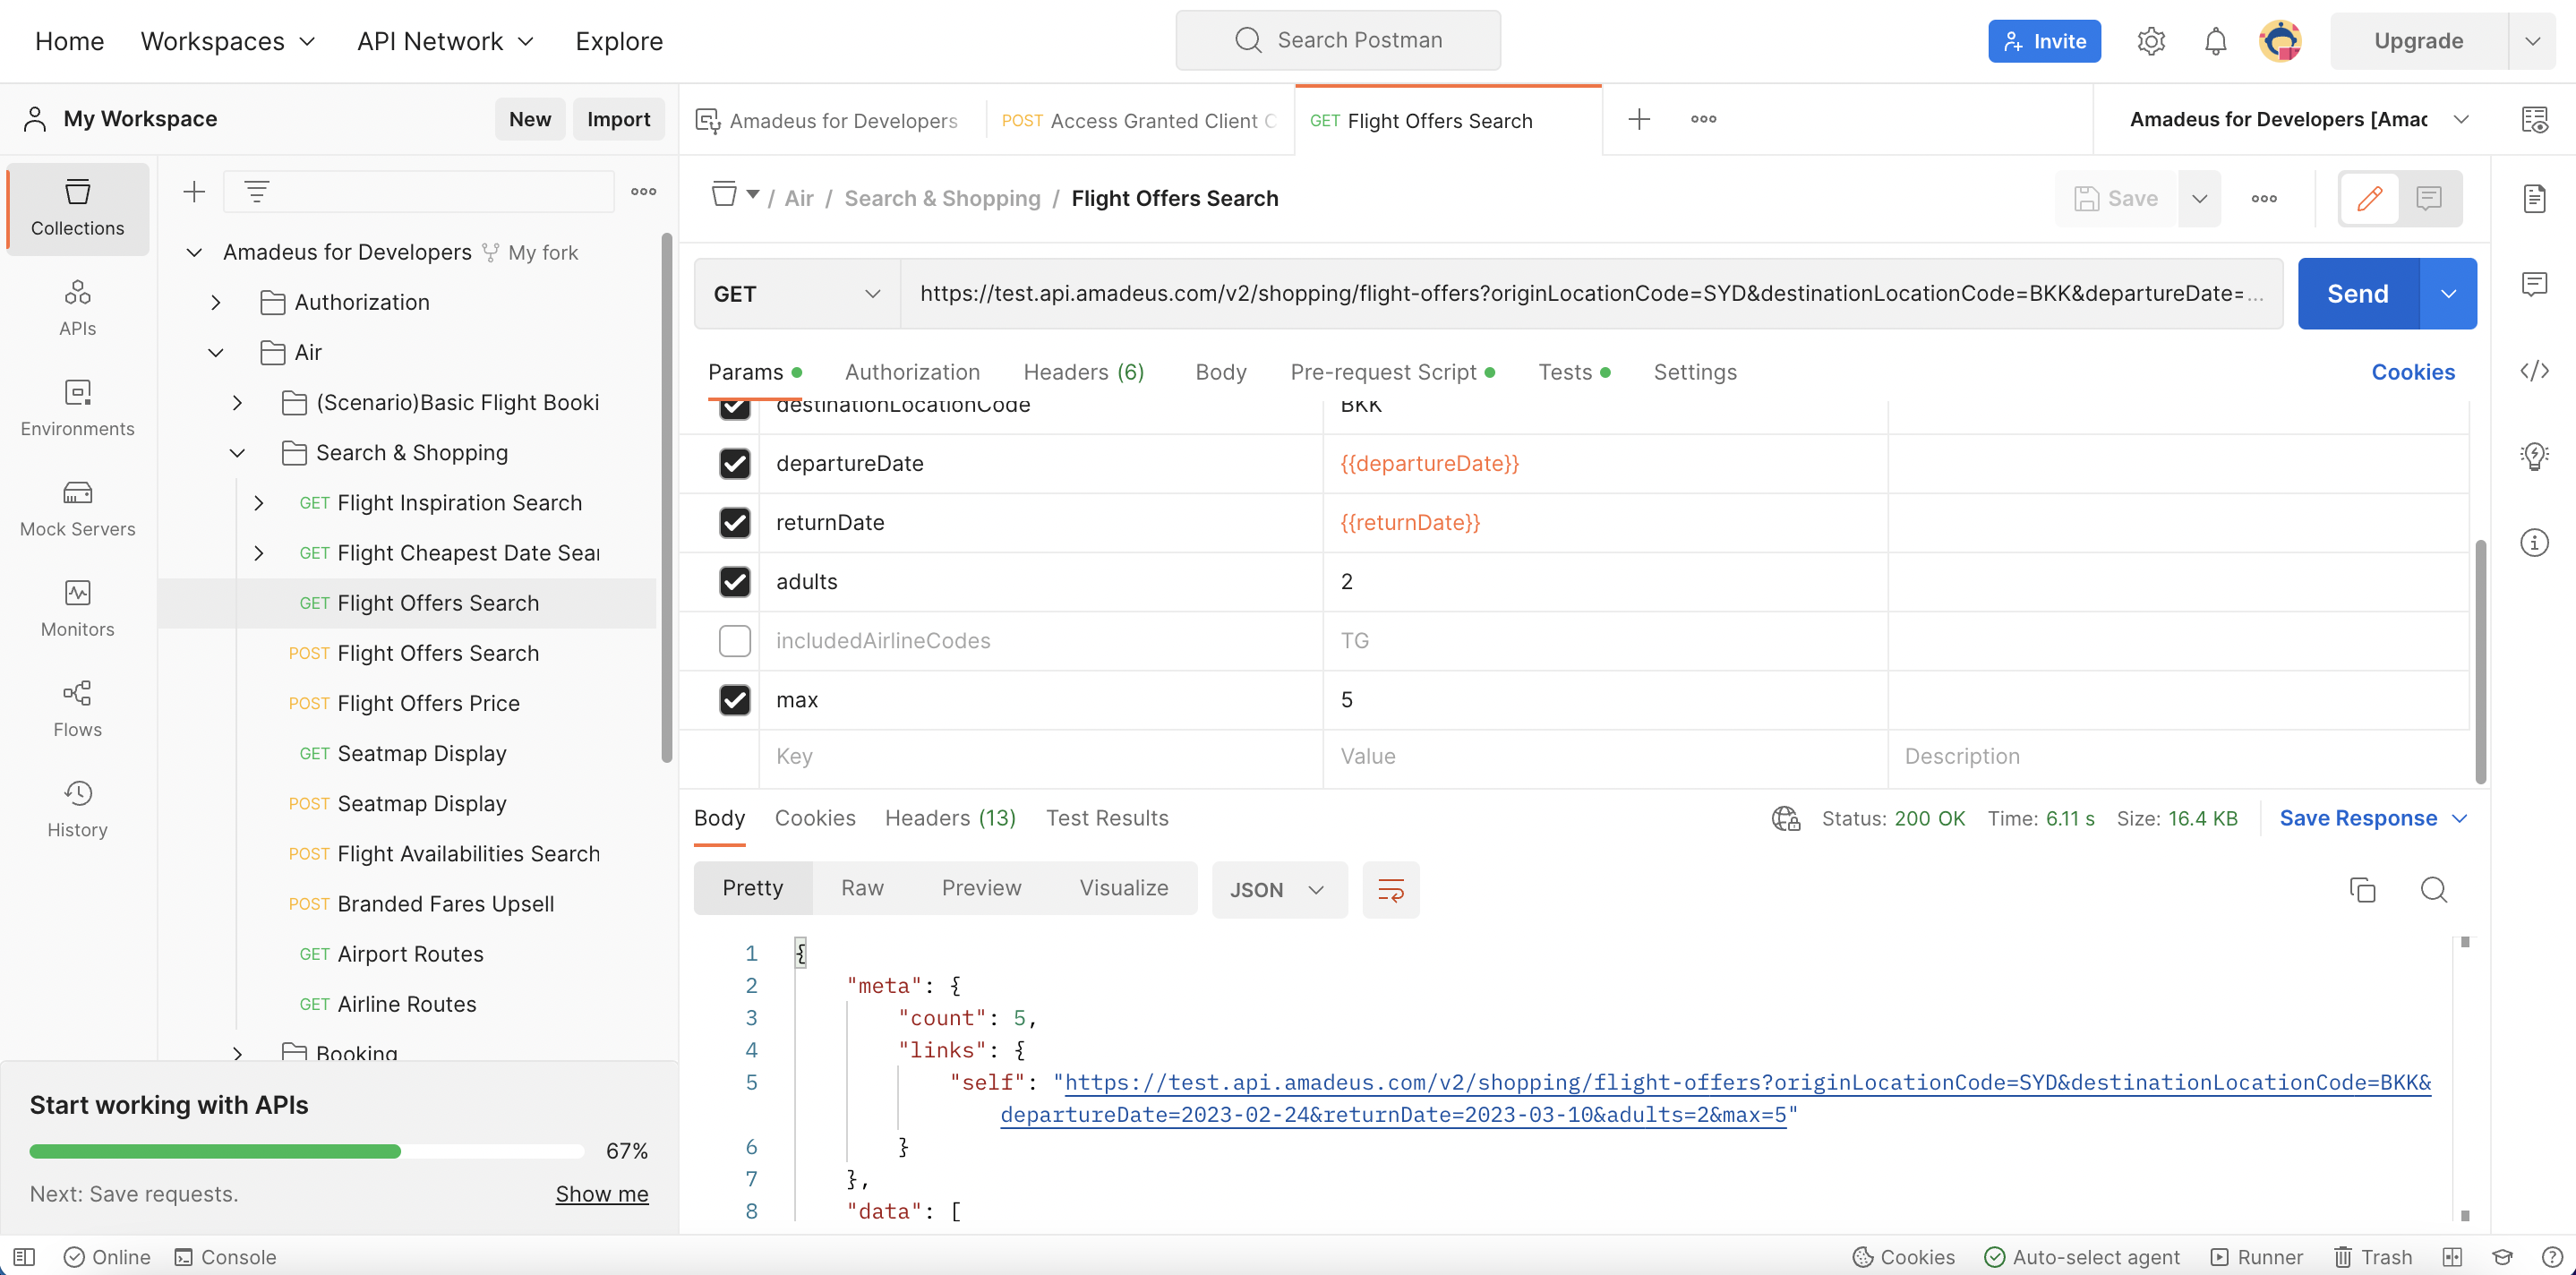 Home Workspaces API Network Explore Search Postman Invite Upgrade
My Workspace New Import
Amadeus for Developers POST Access Granted Client C GET Flight Offers Search Amadeus for Developers [Amac
Collections
APIs
Environments
Mock Servers
Monitors
Flows
History
Amadeus for Developers My fork
Authorization
Air
(Scenario)Basic Flight Booki
Search & Shopping
GET Flight Inspiration Search
GET Flight Cheapest Date Sear
GET Flight Offers Search
POST Flight Offers Search
POST Flight Offers Price
GET Seatmap Display
POST Seatmap Display
POST Flight Availabilities Search
POST Branded Fares Upsell
GET Airport Routes
GET Airline Routes
Booking
Start working with APIs
67%
Next: Save requests. Show me
/ Air / Search & Shopping / Flight Offers Search Save
GET https://test.api.amadeus.com/v2/shopping/flight-offers?originLocationCode=SYD&destinationLocationCode=BKK&departureDate=... Send
Params Authorization Headers (6) Body Pre-request Script Tests Settings Cookies
destinationLocationCode BKK
departureDate {{departureDate}}
returnDate {{returnDate}}
adults 2
includedAirlineCodes TG
max 5
Key Value Description
Body Cookies Headers (13) Test Results Status: 200 OK Time: 6.11 s Size: 16.4 KB Save Response
Pretty Raw Preview Visualize JSON
1 {
2 "meta": {
3 "count": 5,
4 "links": {
5 "self": "https://test.api.amadeus.com/v2/shopping/flight-offers?originLocationCode=SYD&destinationLocationCode=BKK&
departureDate=2023-02-24&returnDate=2023-03-10&adults=2&max=5"
6 }
7 },
8 "data": [
Online Console Cookies Auto-select agent Runner Trash